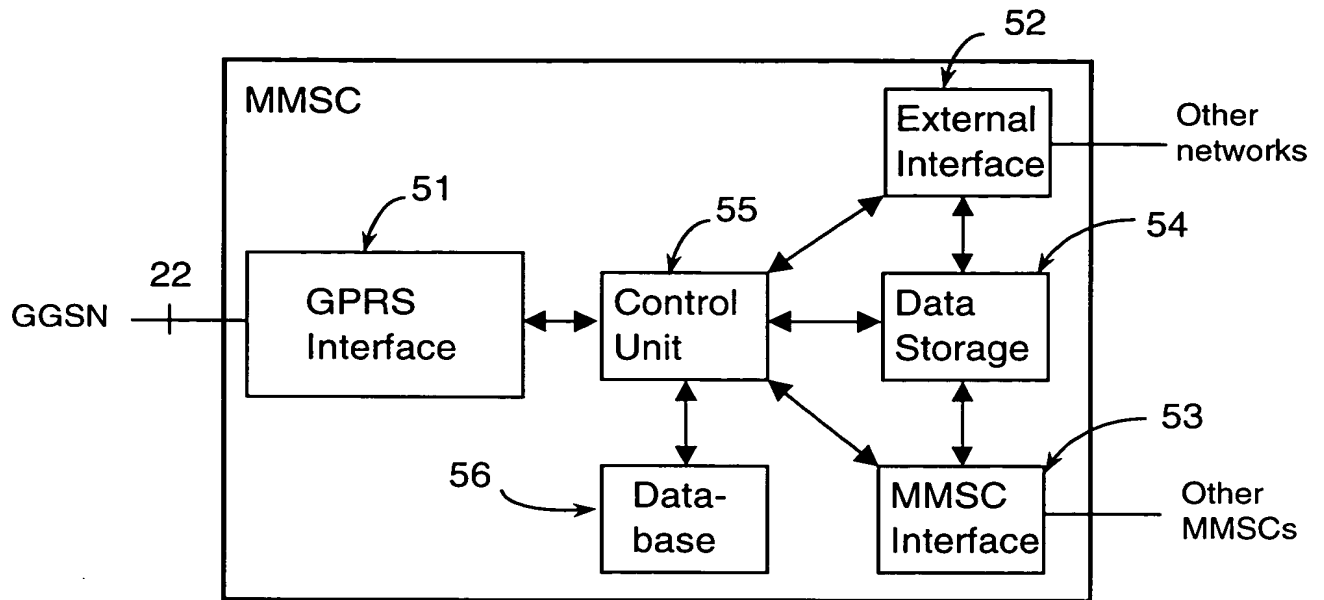 52
MMSC
External
Interface
Other
networks
51
55
54
22
GGSN
GPRS
Interface
Control
Unit
Data
Storage
53
56
Data-
base
MMSC
Interface
Other
MMSCs